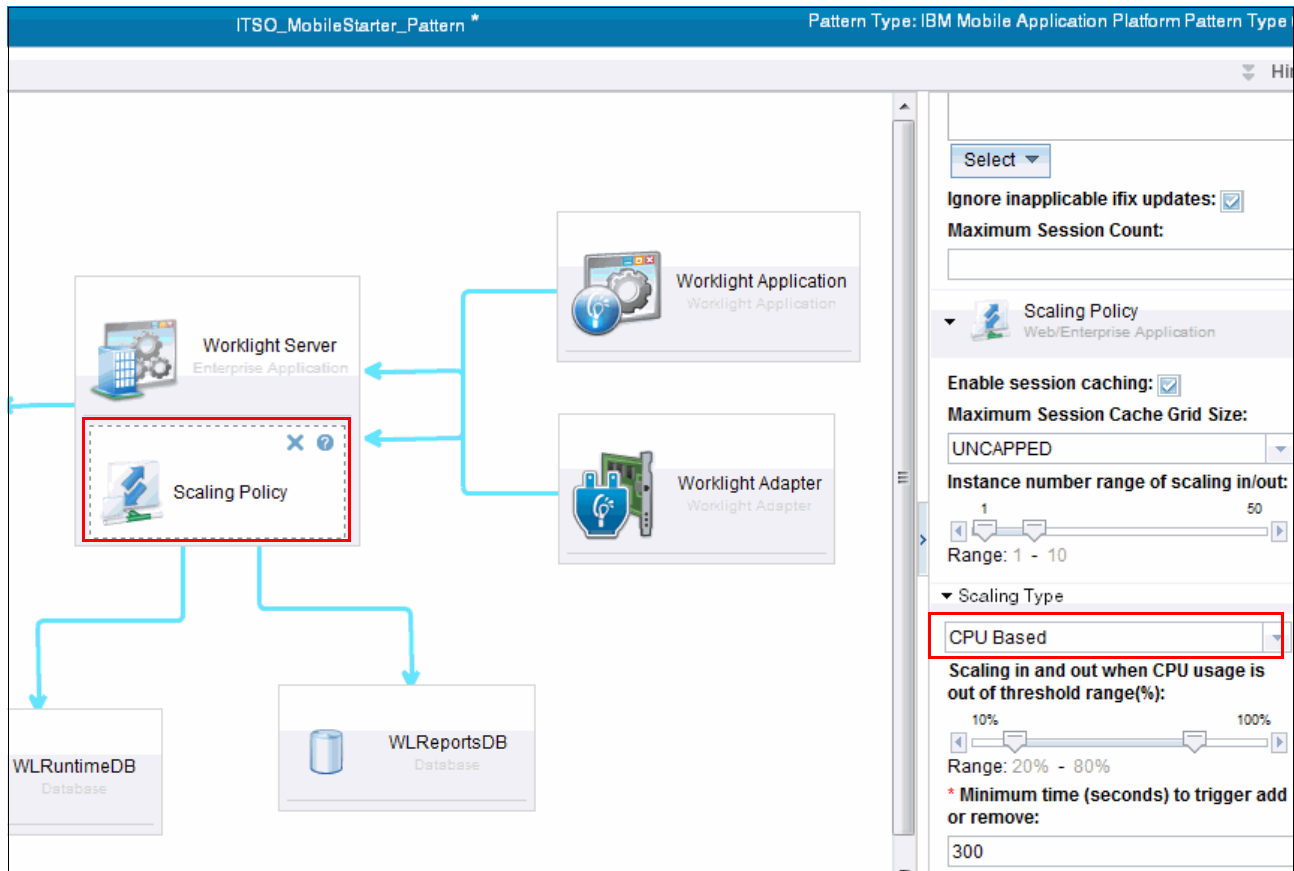 ITSO_MobileStarter_Pattern *
Pattern Type: IBM Mobile Application Platform Pattern Type
Worklight Application
Worklight Application
Worklight Server
Enterprise Application
Scaling Policy
Worklight Adapter
Worklight Adapter
WLReportsDB
Database
WLRuntimeDB
Database
Select
Ignore inapplicable ifix updates:
Maximum Session Count:
Scaling Policy
Web/Enterprise Application
Enable session caching:
Maximum Session Cache Grid Size:
UNCAPPED
Instance number range of scaling in/out:
1 50
Range: 1 - 10
Scaling Type
CPU Based
Scaling in and out when CPU usage is
out of threshold range(%):
10% 100%
Range: 20% - 80%
* Minimum time (seconds) to trigger add
or remove:
300